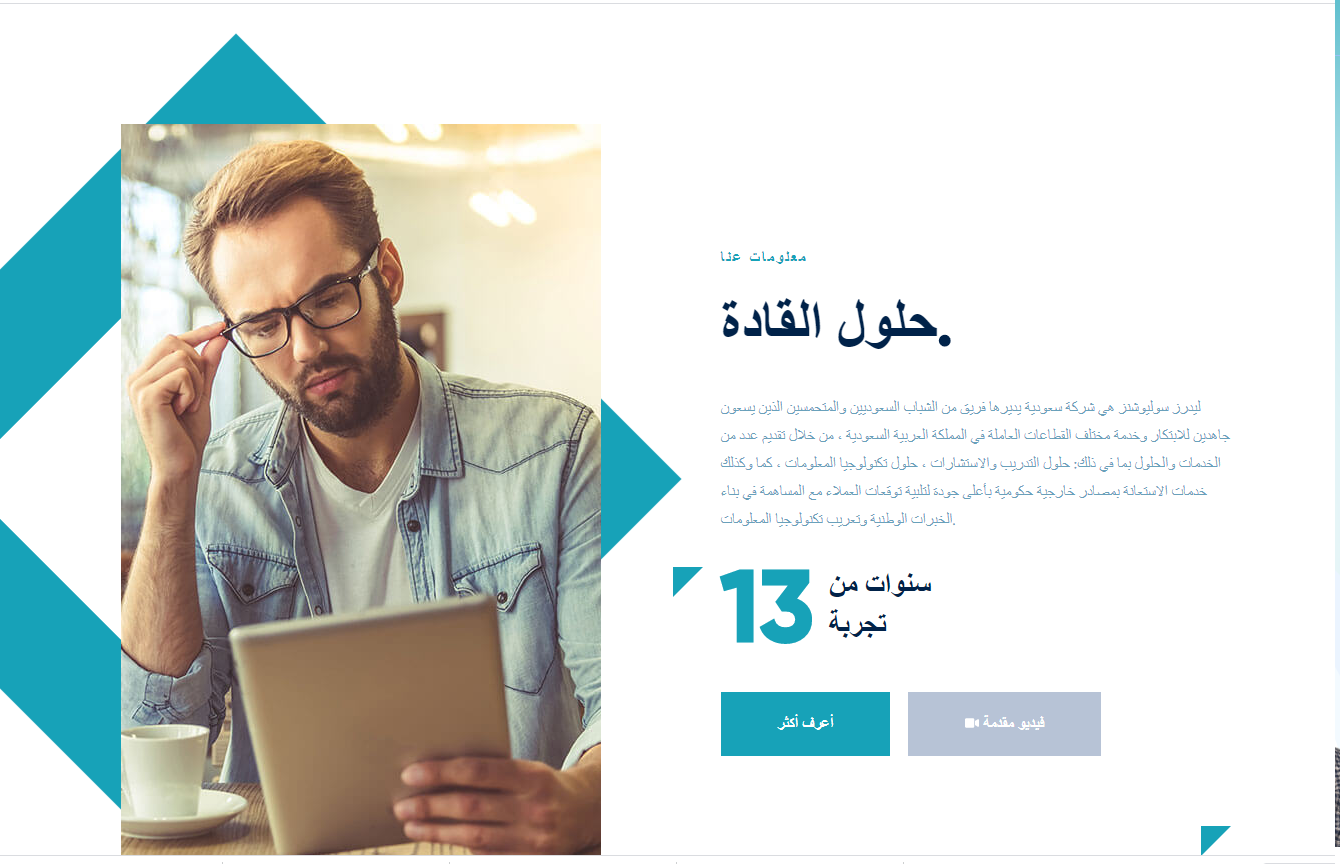 معلومات عنا
حلول القادة.
ليدرز سوليوشنز هي شركة سعودية يديرها فريق من الشباب السعوديين والمتحمسين الذين يسعون
جاهدين للابتكار وخدمة مختلف القطاعات العاملة في المملكة العربية السعودية ، من خلال تقديم عدد من
الخدمات والحلول بما في ذلك: حلول التدريب والاستشارات ، حلول تكنولوجيا المعلومات ، كما وكذلك
خدمات الاستعانة بمصادر خارجية حكومية بأعلى جودة لتلبية توقعات العملاء مع المساهمة في بناء
الخبرات الوطنية وتعريب تكنولوجيا المعلومات.
13
سنوات من
تجربة
أعرف أكثر
فيديو مقدمة